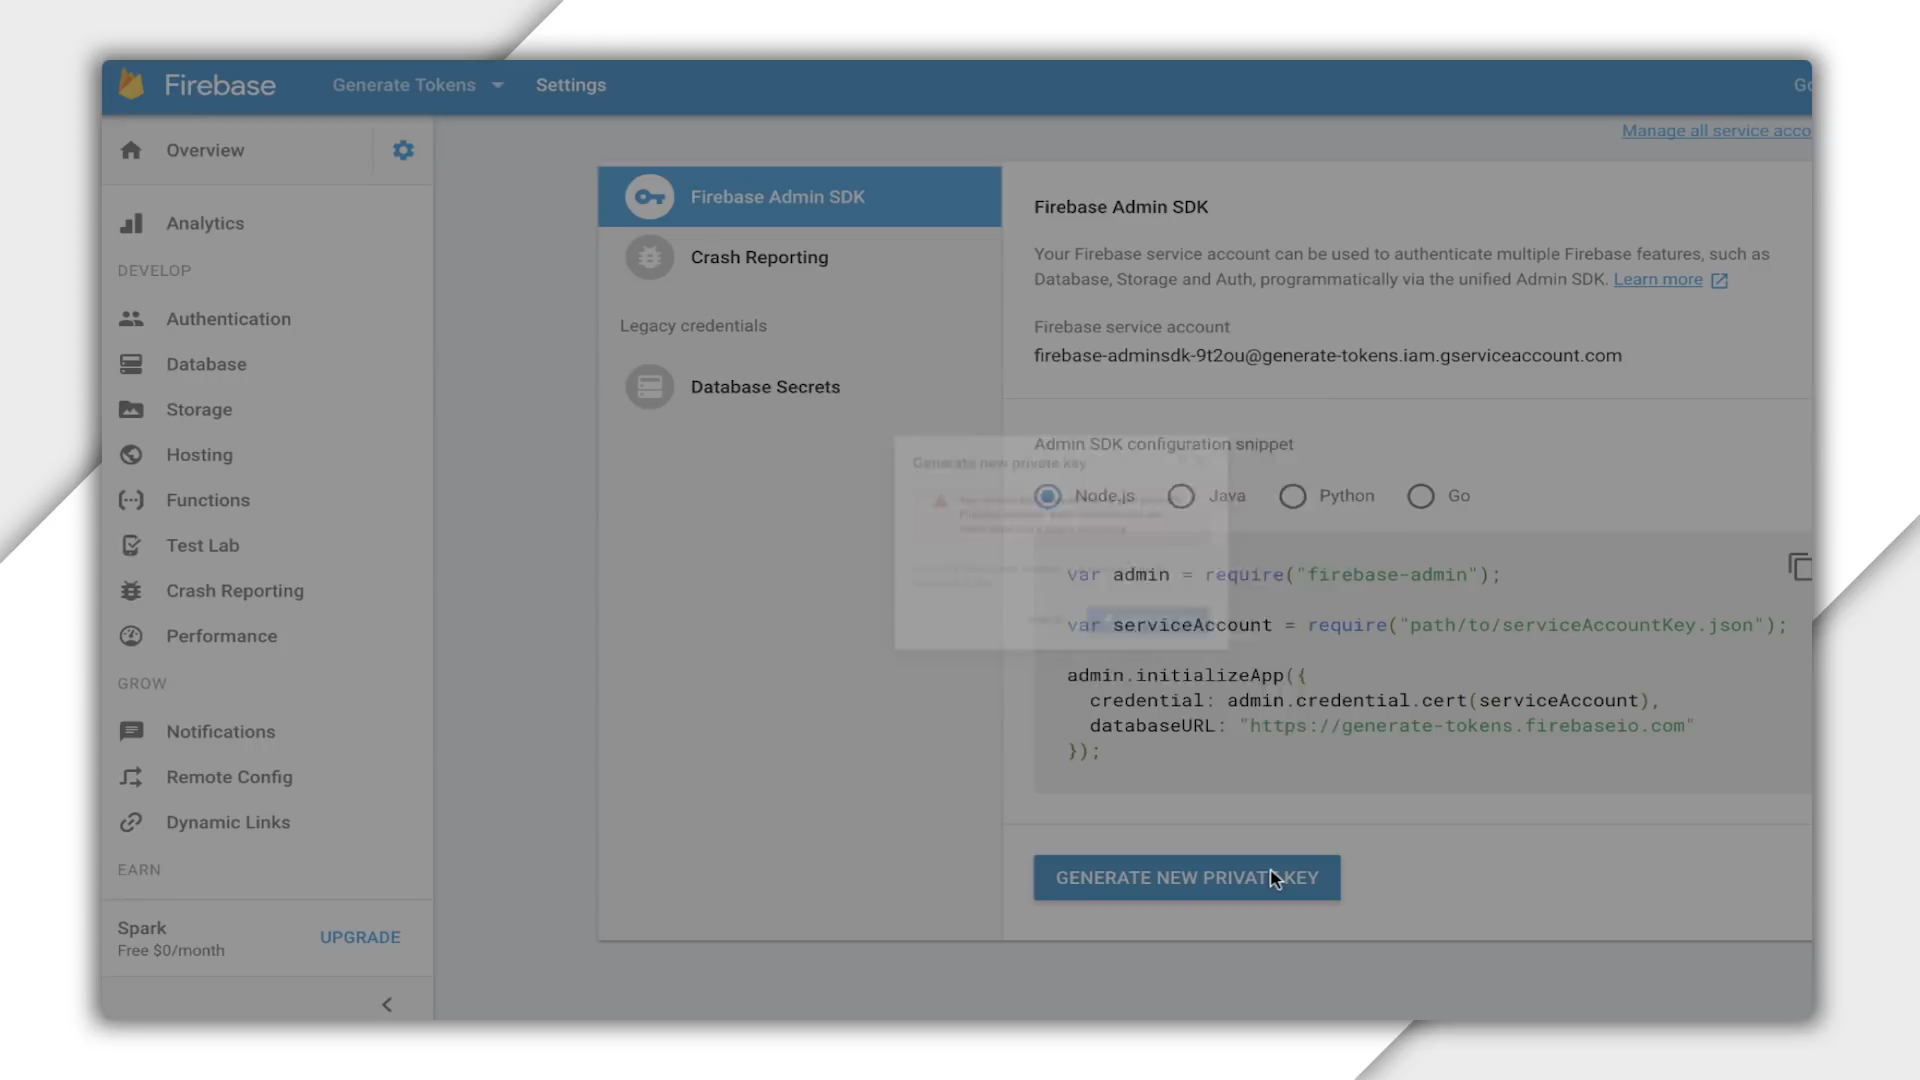 Firebase
Generate Tokens
Settings
Overview
Analytics
DEVELOP
Authentication
Database
Storage
Hosting
Functions
Test Lab
Crash Reporting
Performance
GROW
Notifications
Remote Config
Dynamic Links
EARN
Spark
Free $0/month
UPGRADE
Manage all service acco
Firebase Admin SDK
Crash Reporting
Legacy credentials
Database Secrets
Firebase Admin SDK
Your Firebase service account can be used to authenticate multiple Firebase features, such as
Database, Storage and Auth, programmatically via the unified Admin SDK. Learn more
Firebase service account
firebase-adminsdk-9t2ou@generate-tokens.iam.gserviceaccount.com
Admin SDK configuration snippet
Generate new private key
Node.js Java Python Go
var admin = require("firebase-admin");
var serviceAccount = require("path/to/serviceAccountKey.json");
admin.initializeApp({
credential: admin.credential.cert(serviceAccount),
databaseURL: "https://generate-tokens.firebaseio.com"
});
GENERATE NEW PRIVATE KEY